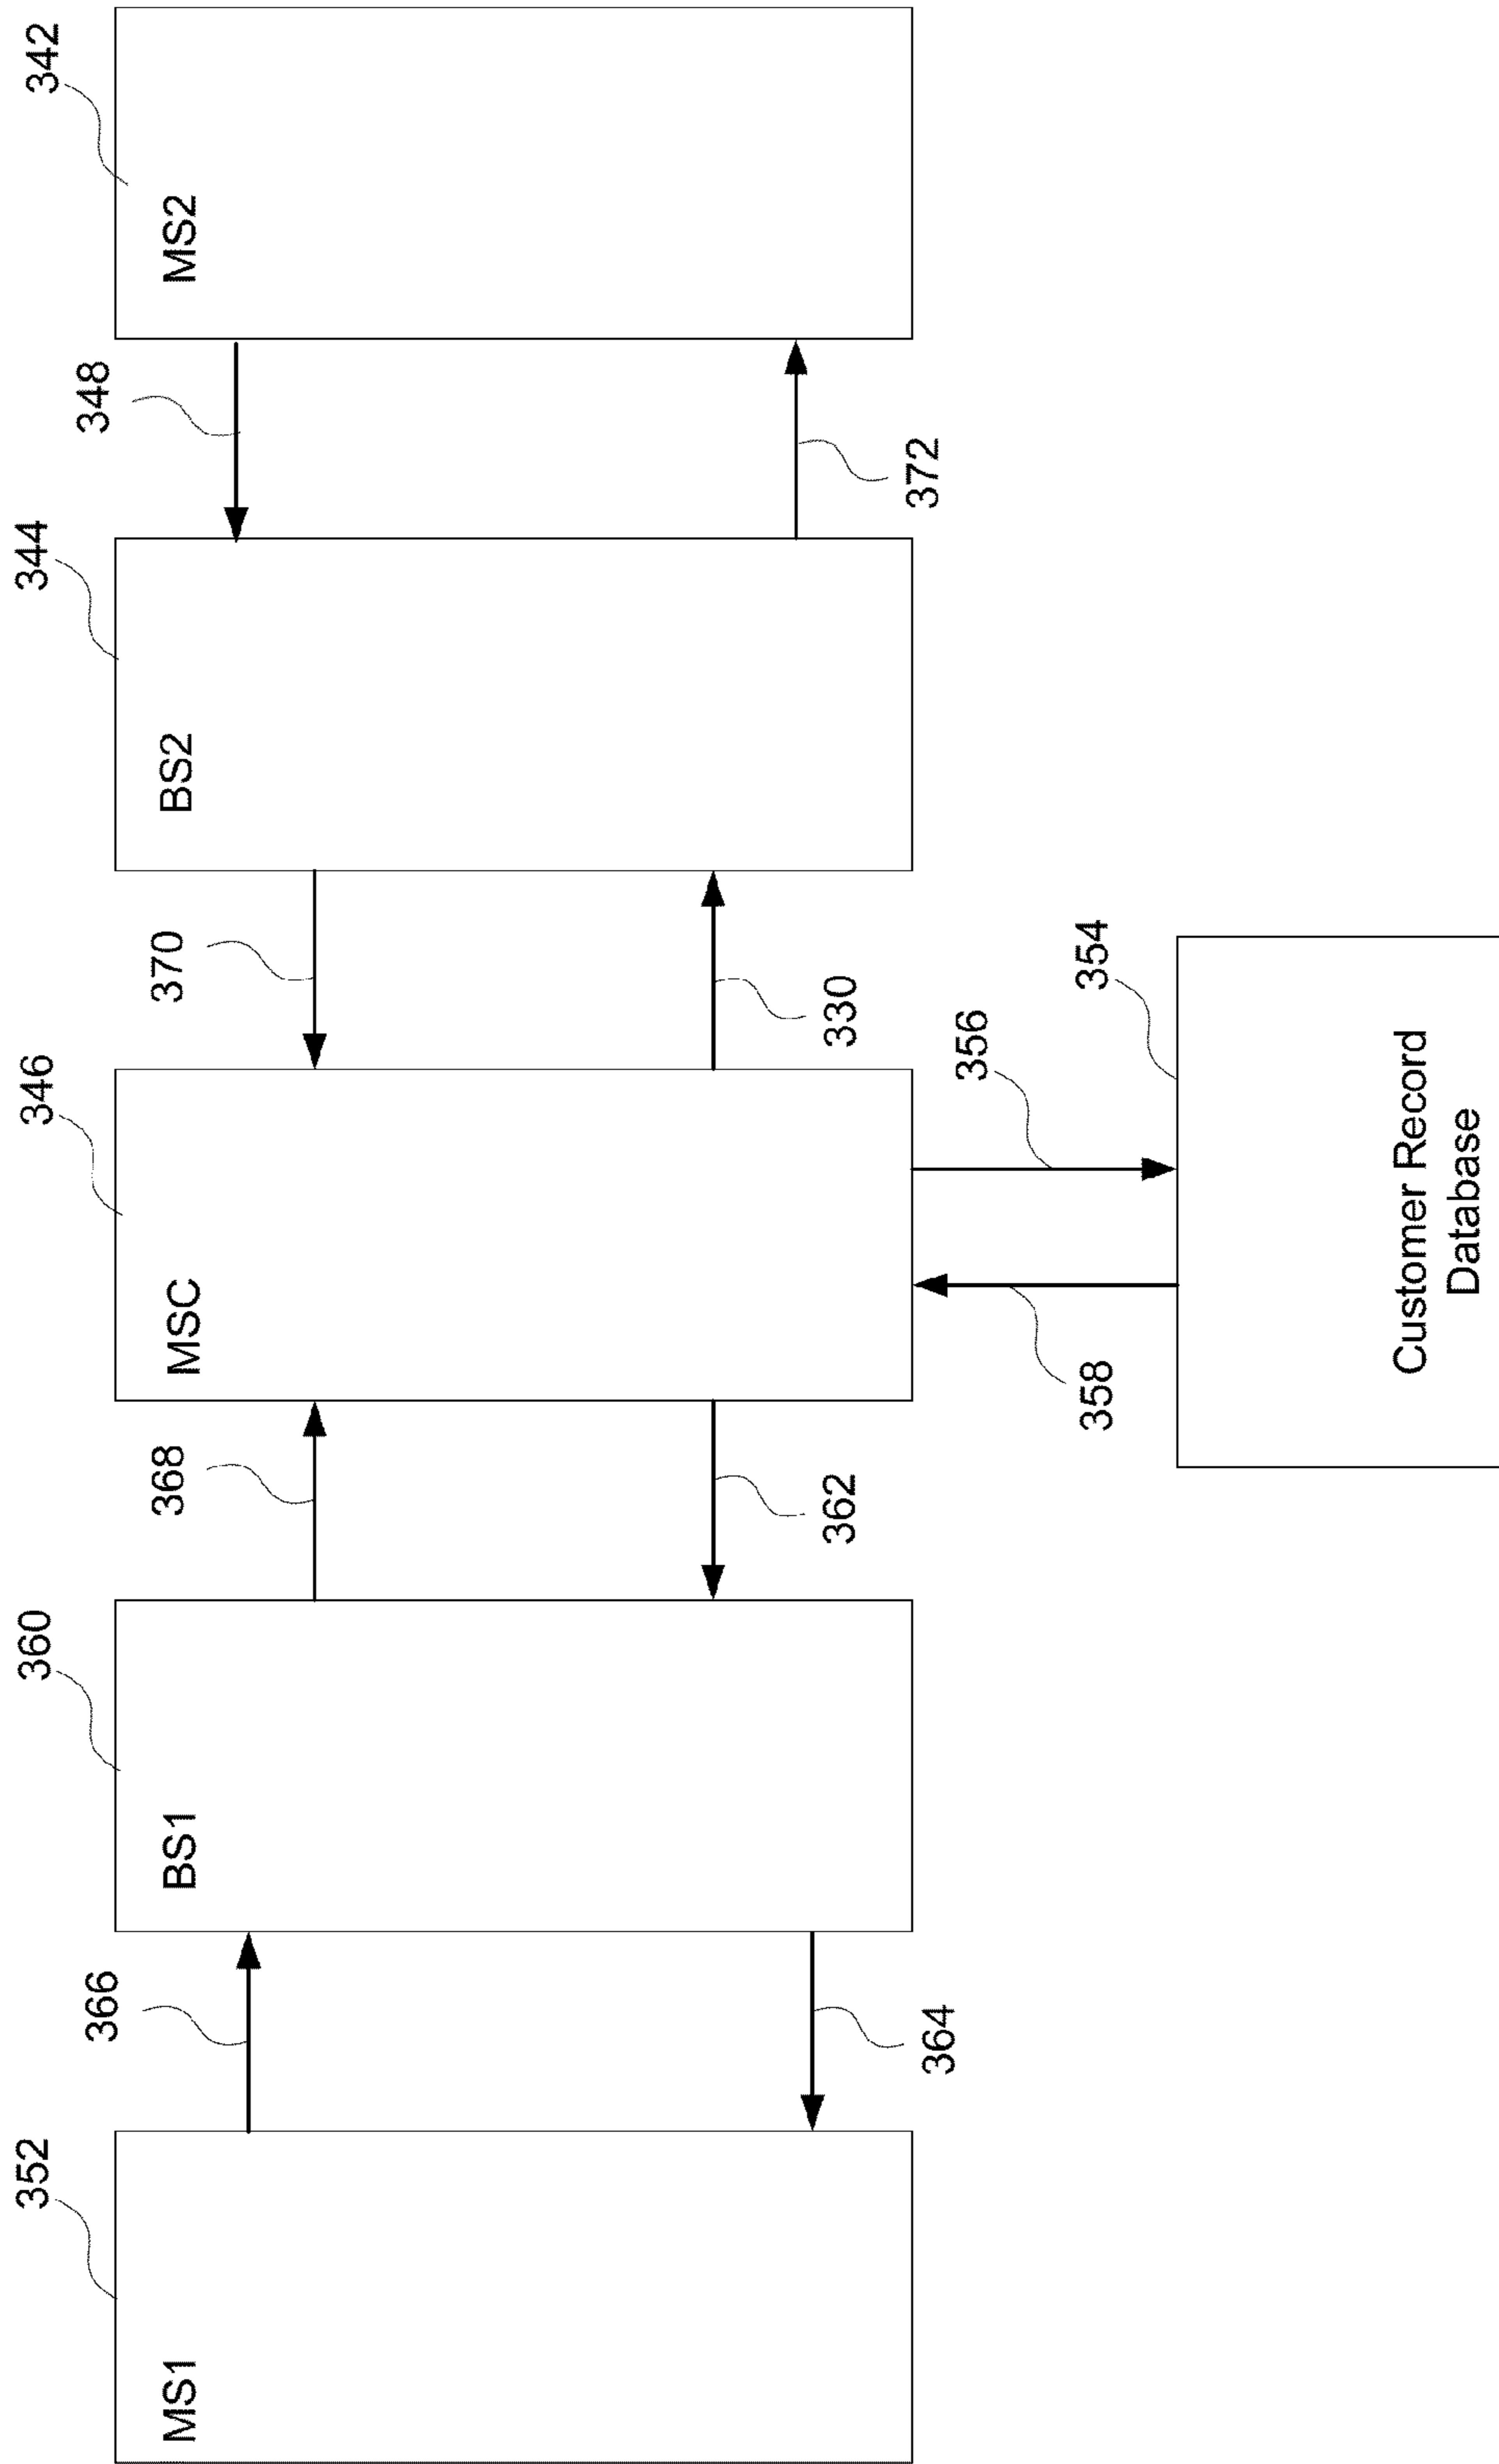 352 360 346 344 342
366 348
368 370
MS1 BS1 MSC BS2 MS2
362 330
364 372
356
358 354
Customer Record
Database